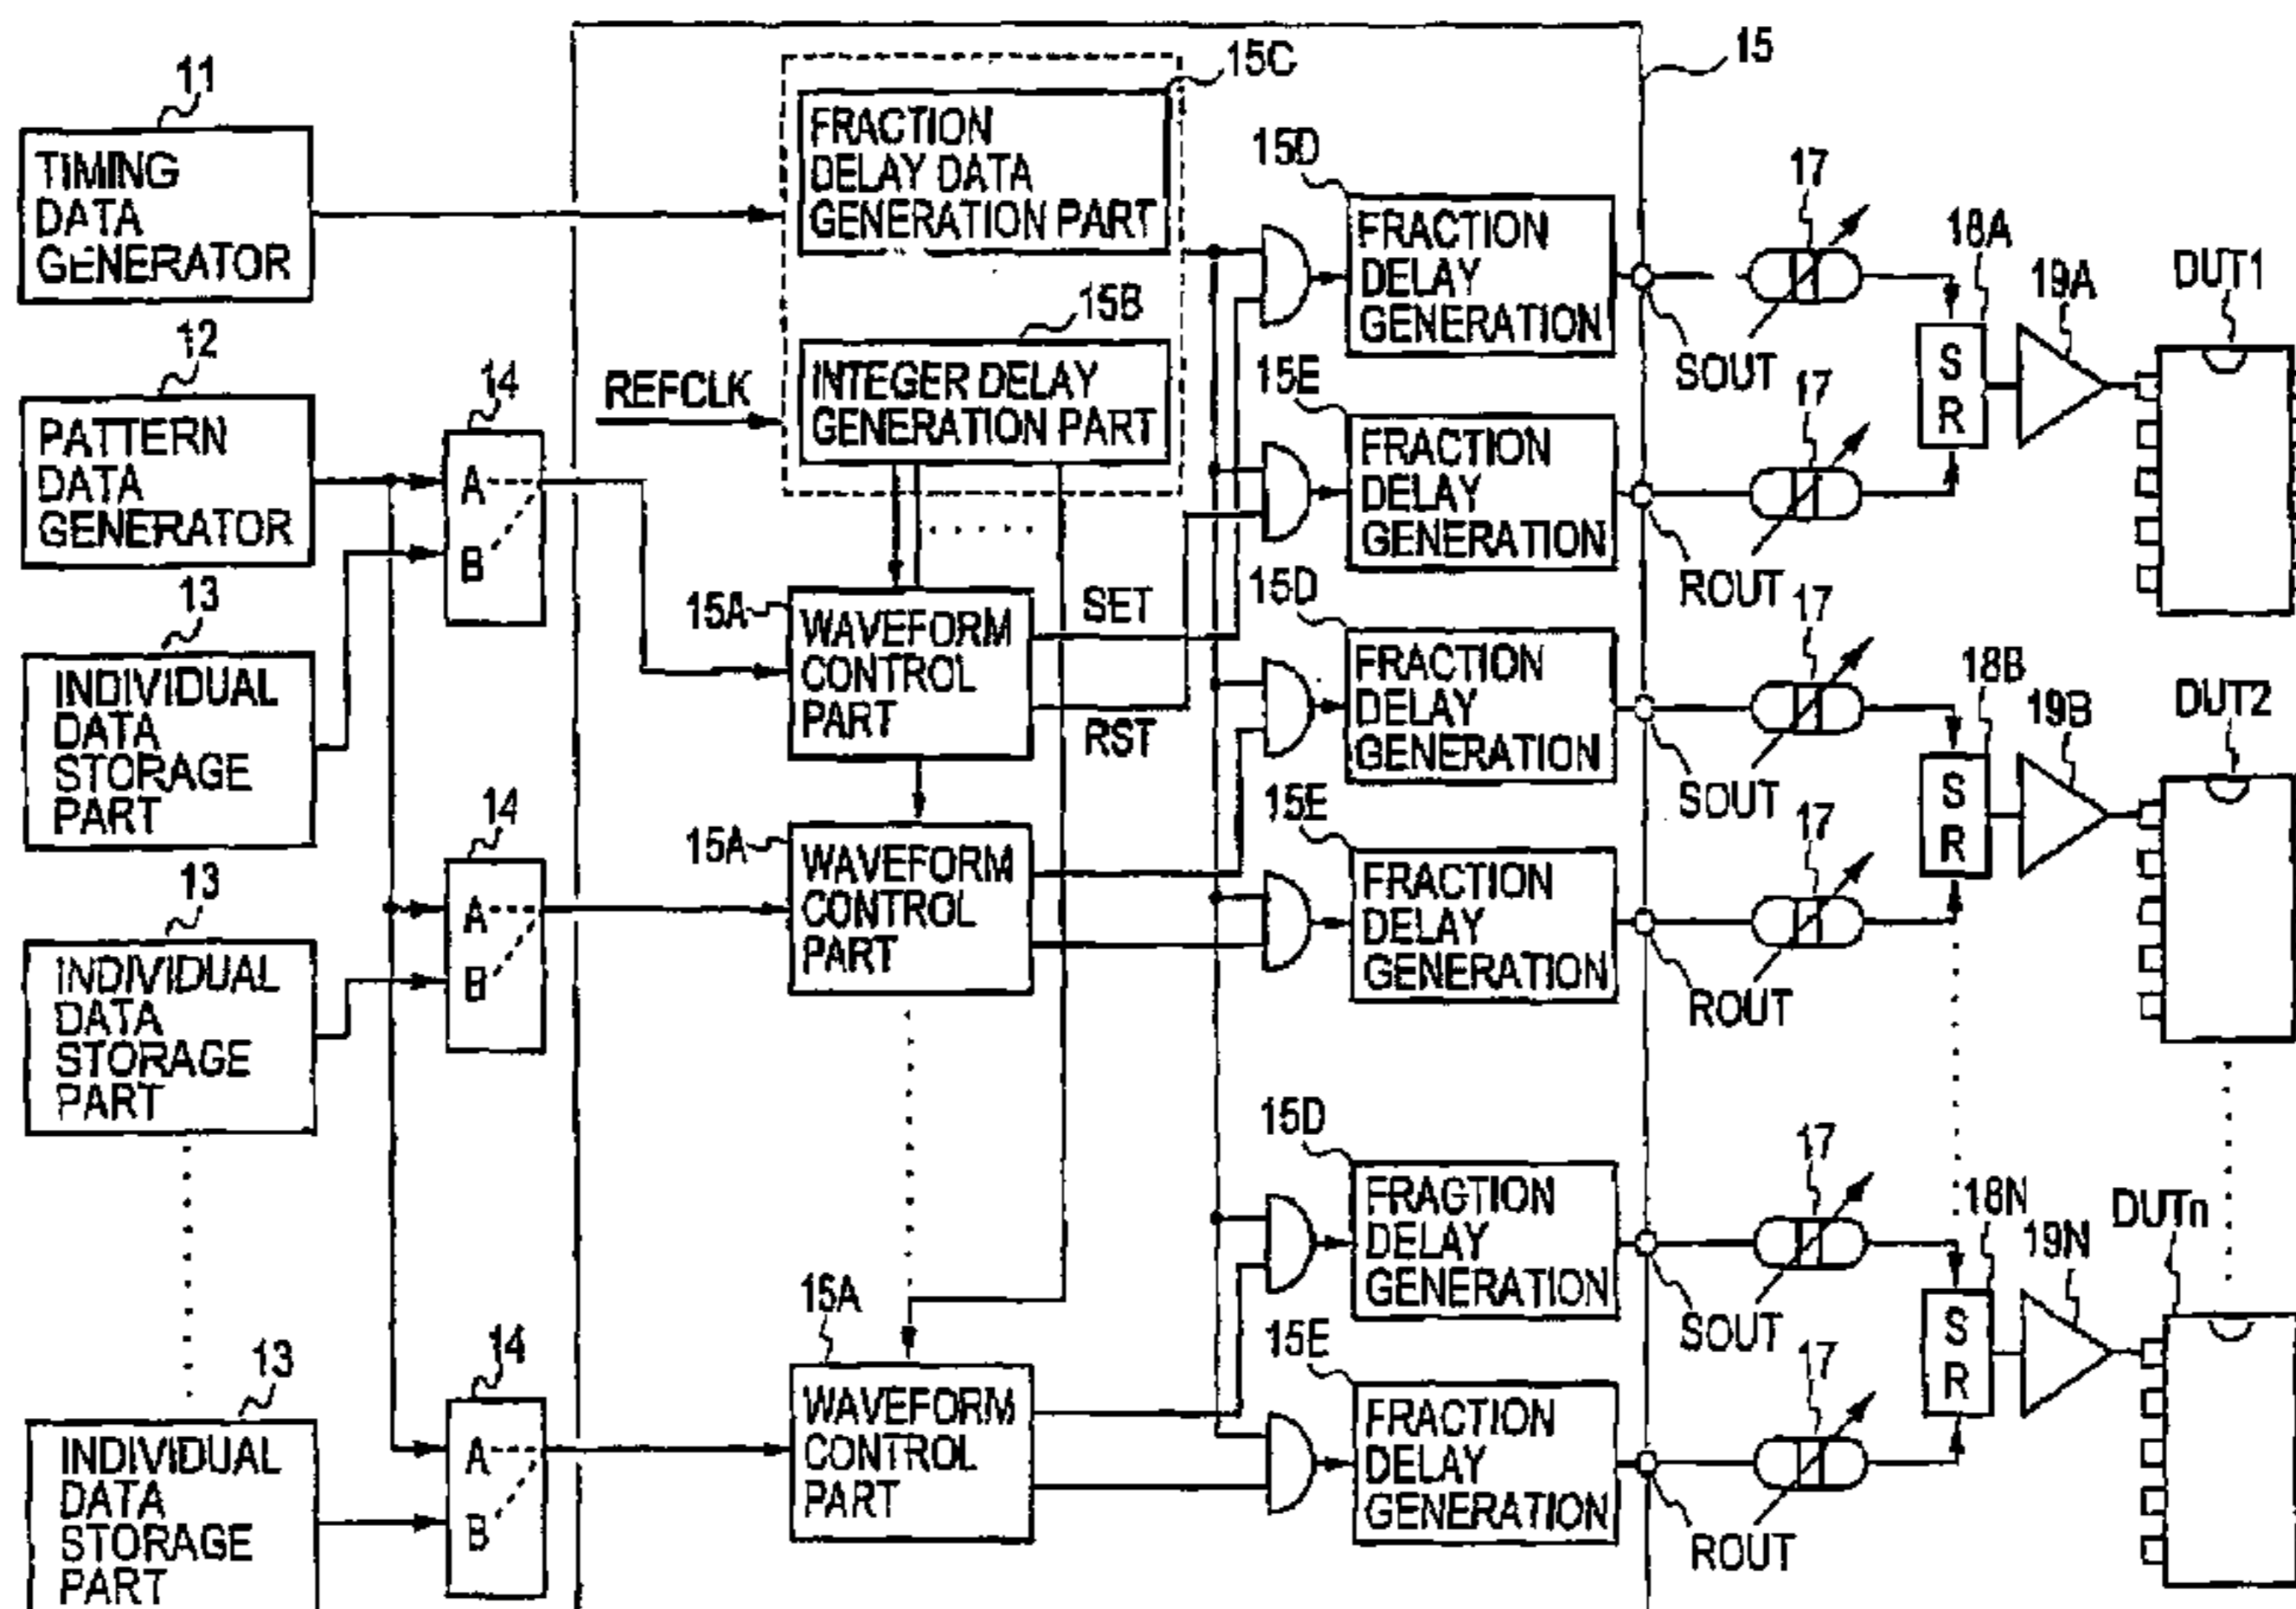 11
TIMING
DATA
GENERATOR
12
PATTERN
DATA
GENERATOR
13
INDIVIDUAL
DATA
STORAGE
PART
13
INDIVIDUAL
DATA
STORAGE
PART
13
INDIVIDUAL
DATA
STORAGE
PART
14
A
B
14
A
B
14
A
B
15C
FRACTION
DELAY DATA
GENERATION PART
15B
REFCLK
INTEGER DELAY
GENERATION PART
15A
WAVEFORM
CONTROL
PART
SET
RST
15A
WAVEFORM
CONTROL
PART
15A
WAVEFORM
CONTROL
PART
15
15D
FRACTION
DELAY
GENERATION
15E
FRACTION
DELAY
GENERATION
15D
FRACTION
DELAY
GENERATION
15E
FRACTION
DELAY
GENERATION
15D
FRAGTION
DELAY
GENERATION
15E
FRACTION
DELAY
GENERATION
17
SOUT
17
ROUT
17
SOUT
17
ROUT
17
SOUT
17
ROUT
18A
S
R
19A
DUT1
18B
S
R
19B
DUT2
18N
S
R
19N
DUTn